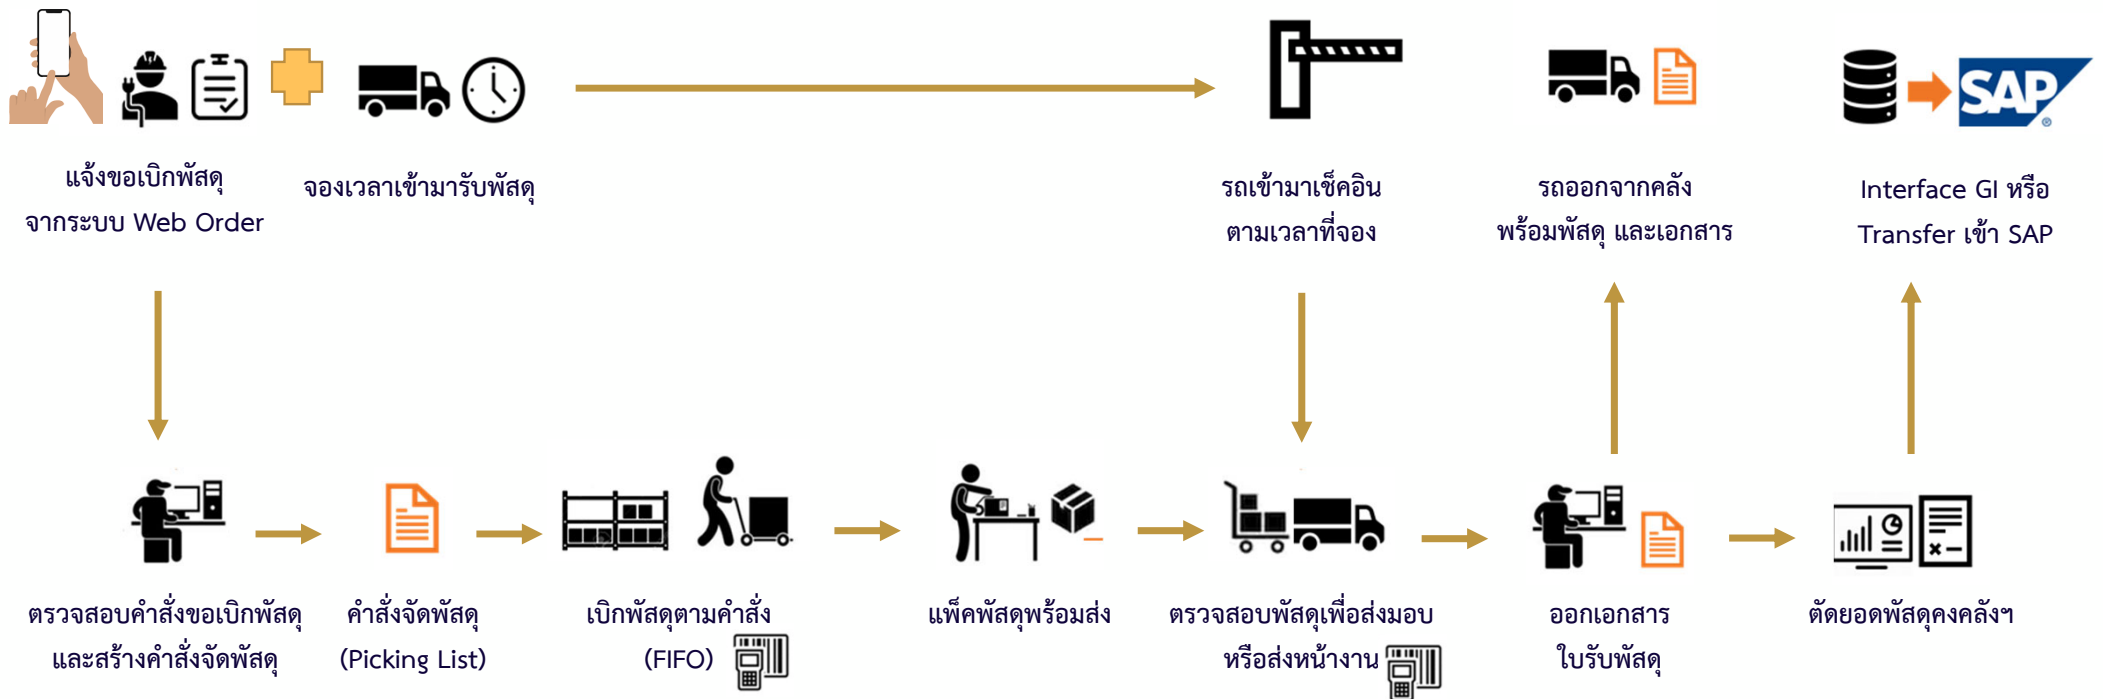 SAP
แจ้งขอเบิกพัสดุ
จากระบบ Web Order
จองเวลาเข้ามารับพัสดุ
รถเข้ามาเช็คอิน
ตามเวลาที่จอง
รถออกจากคลัง
พร้อมพัสดุ และเอกสาร
Interface GI หรือ
Transfer เข้า SAP
ตรวจสอบคำสั่งขอเบิกพัสดุ
และสร้างคำสั่งจัดพัสดุ
คำสั่งจัดพัสดุ
(Picking List)
เบิกพัสดุตามคำสั่ง
(FIFO)
แพ็คพัสดุพร้อมส่ง
ตรวจสอบพัสดุเพื่อส่งมอบ
หรือส่งหน้างาน
ออกเอกสาร
ใบรับพัสดุ
ตัดยอดพัสดุคงคลังฯ